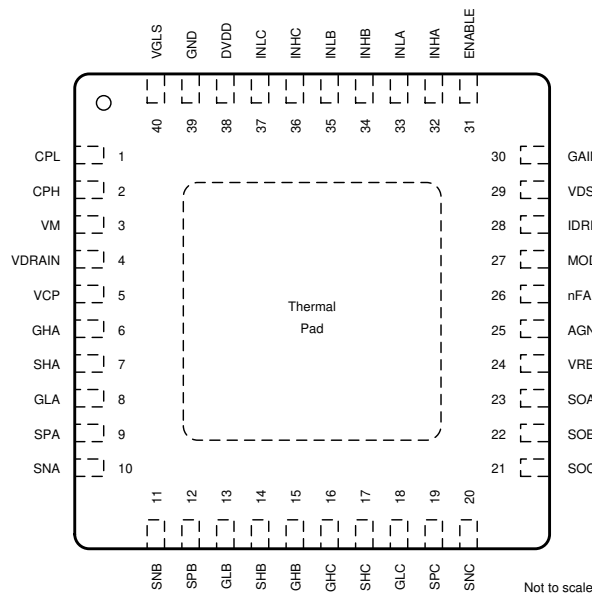 VGLS GND DVDD INLC INHC INLB INHB INLA INHA ENABLE
40 39 38 37 36 35 34 33 32 31
CPL 1 30 GAI
CPH 2 29 VDS
VM 3 28 IDRI
VDRAIN 4 27 MOD
VCP 5 26 nFA
GHA 6 25 AGN
SHA 7 24 VRE
GLA 8 23 SOA
SPA 9 22 SOB
SNA 10 21 SOC
Thermal
Pad
11 12 13 14 15 16 17 18 19 20
SNB SPB GLB SHB GHB GHC SHC GLC SPC SNC
Not to scale